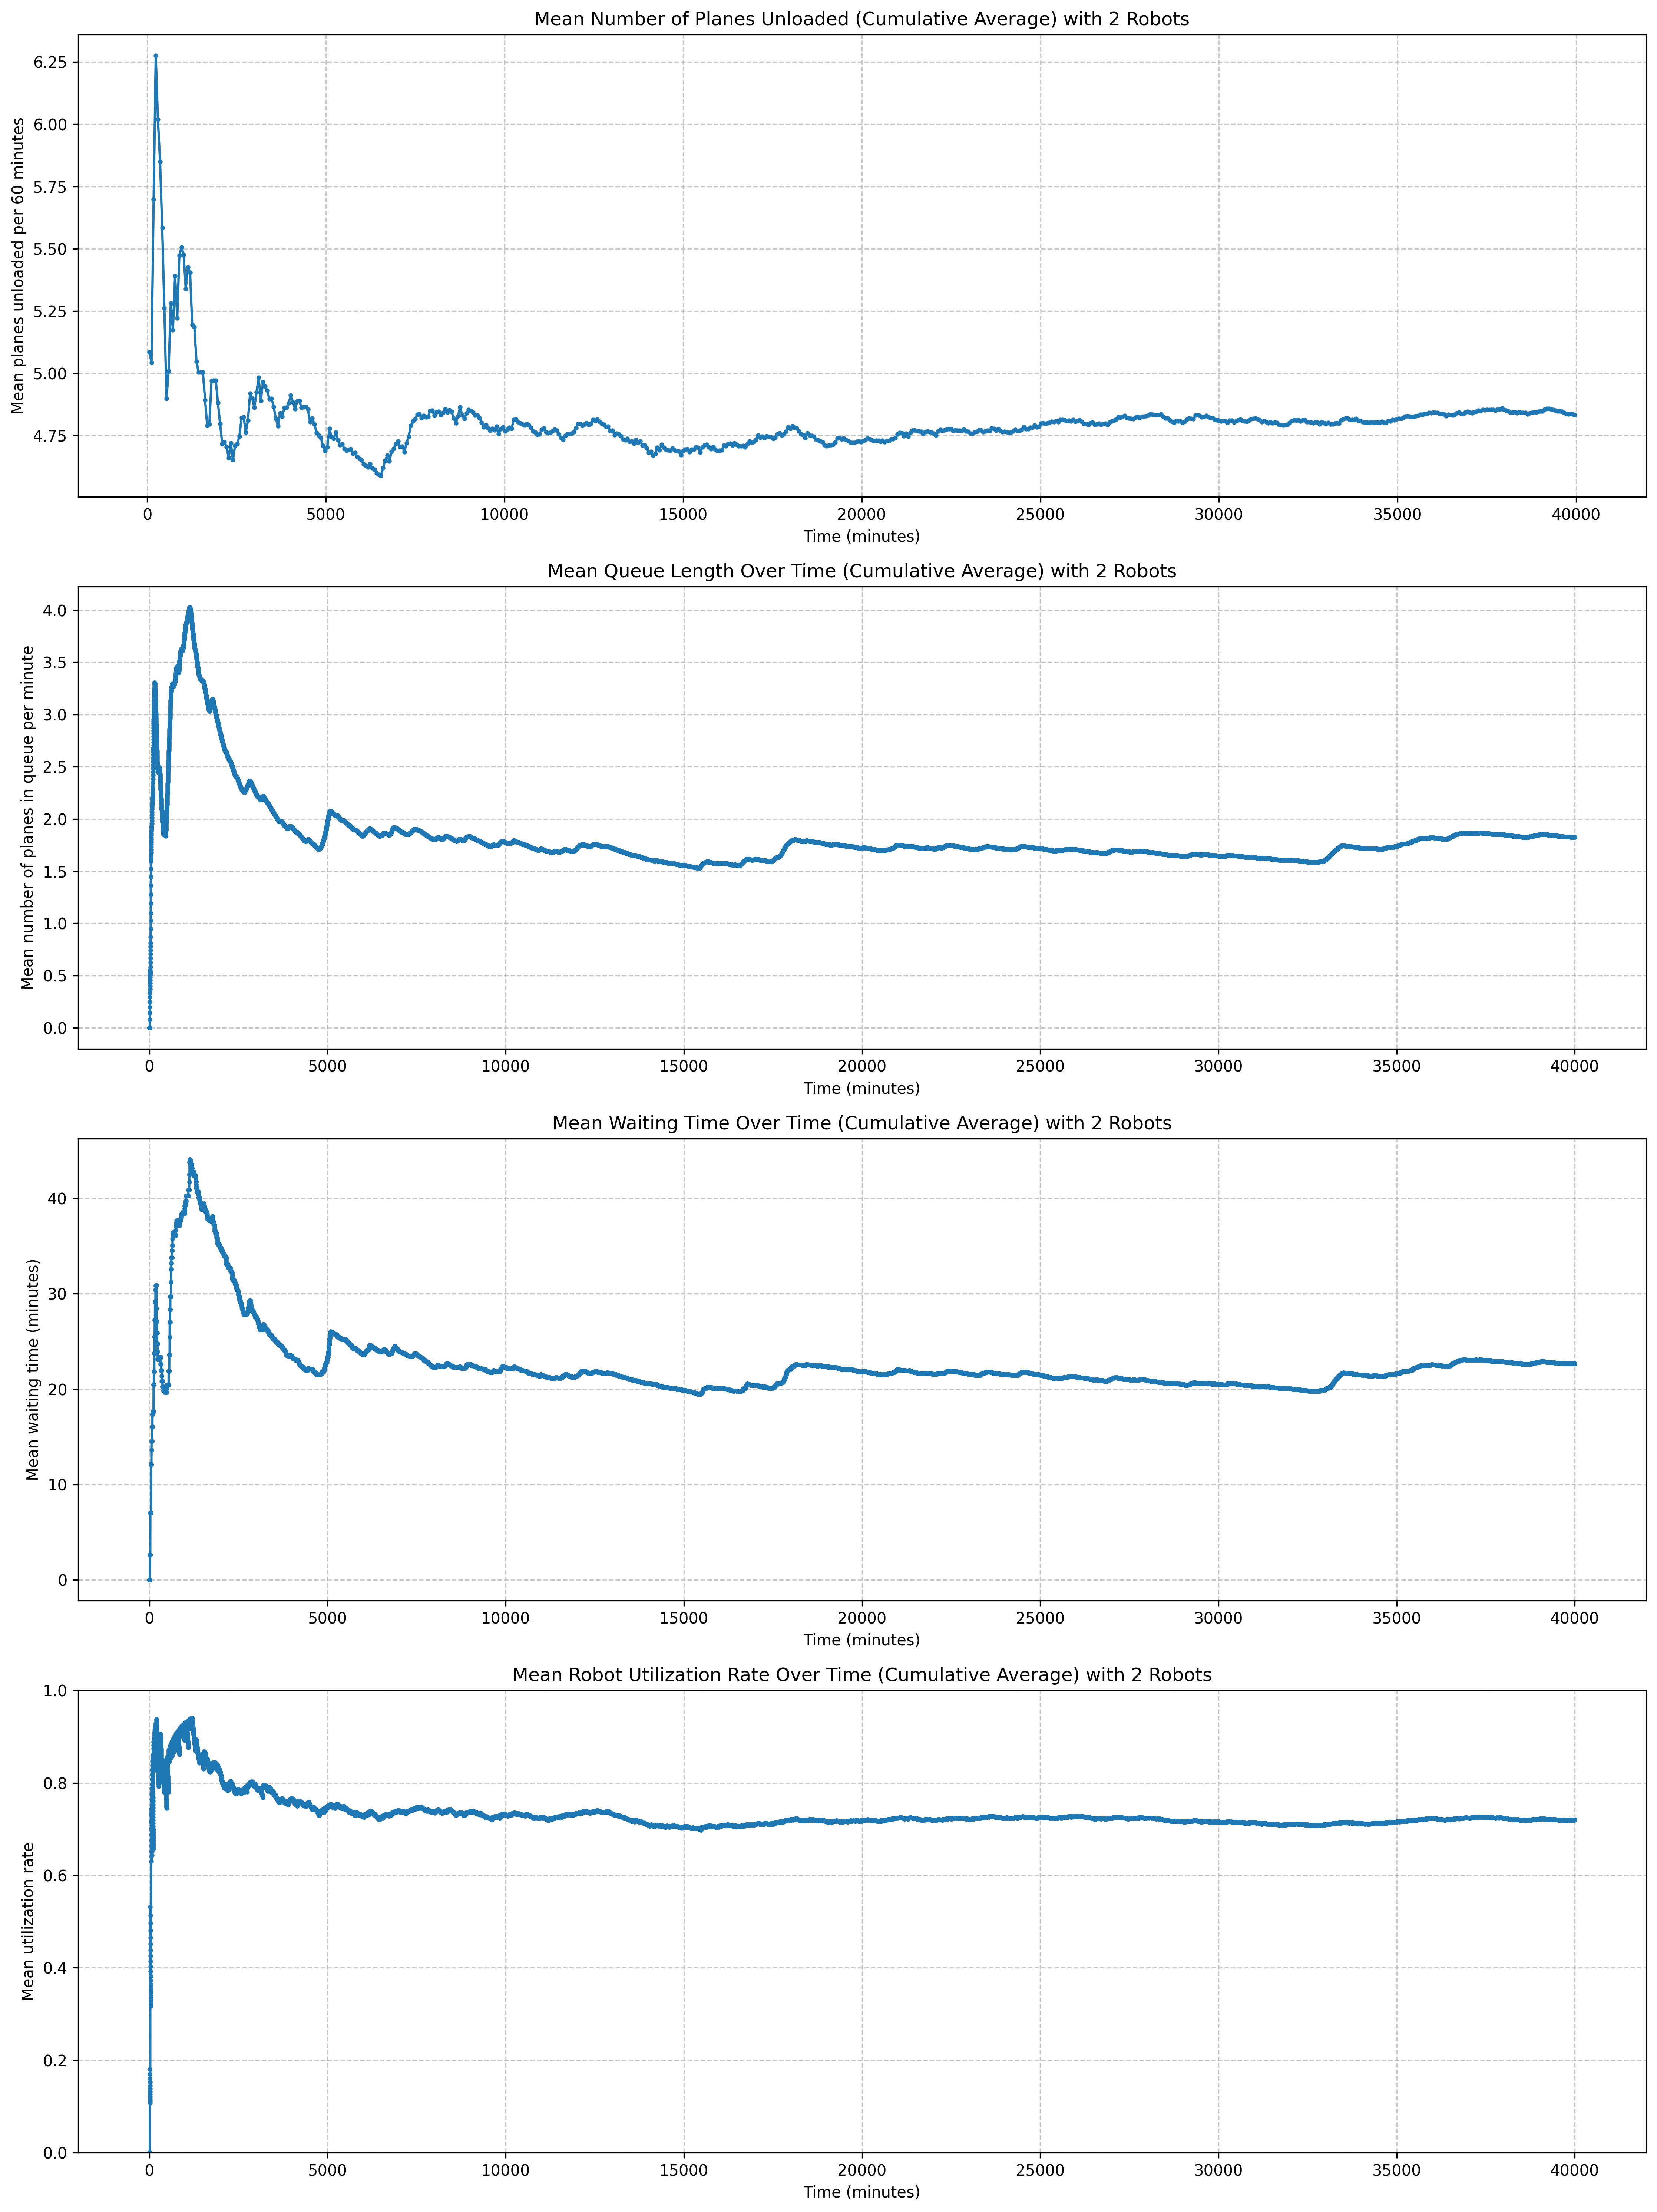 Mean Number of Planes Unloaded (Cumulative Average) with 2 Robots
Mean planes unloaded per 60 minutes
6.25
6.00
5.75
5.50
5.25
5.00
4.75
0 5000 10000 15000 20000 25000 30000 35000 40000
Time (minutes)
Mean Queue Length Over Time (Cumulative Average) with 2 Robots
Mean number of planes in queue per minute
4.0
3.5
3.0
2.5
2.0
1.5
1.0
0.5
0.0
0 5000 10000 15000 20000 25000 30000 35000 40000
Time (minutes)
Mean Waiting Time Over Time (Cumulative Average) with 2 Robots
Mean waiting time (minutes)
40
30
20
10
0
0 5000 10000 15000 20000 25000 30000 35000 40000
Time (minutes)
Mean Robot Utilization Rate Over Time (Cumulative Average) with 2 Robots
Mean utilization rate
1.0
0.8
0.6
0.4
0.2
0.0
0 5000 10000 15000 20000 25000 30000 35000 40000
Time (minutes)